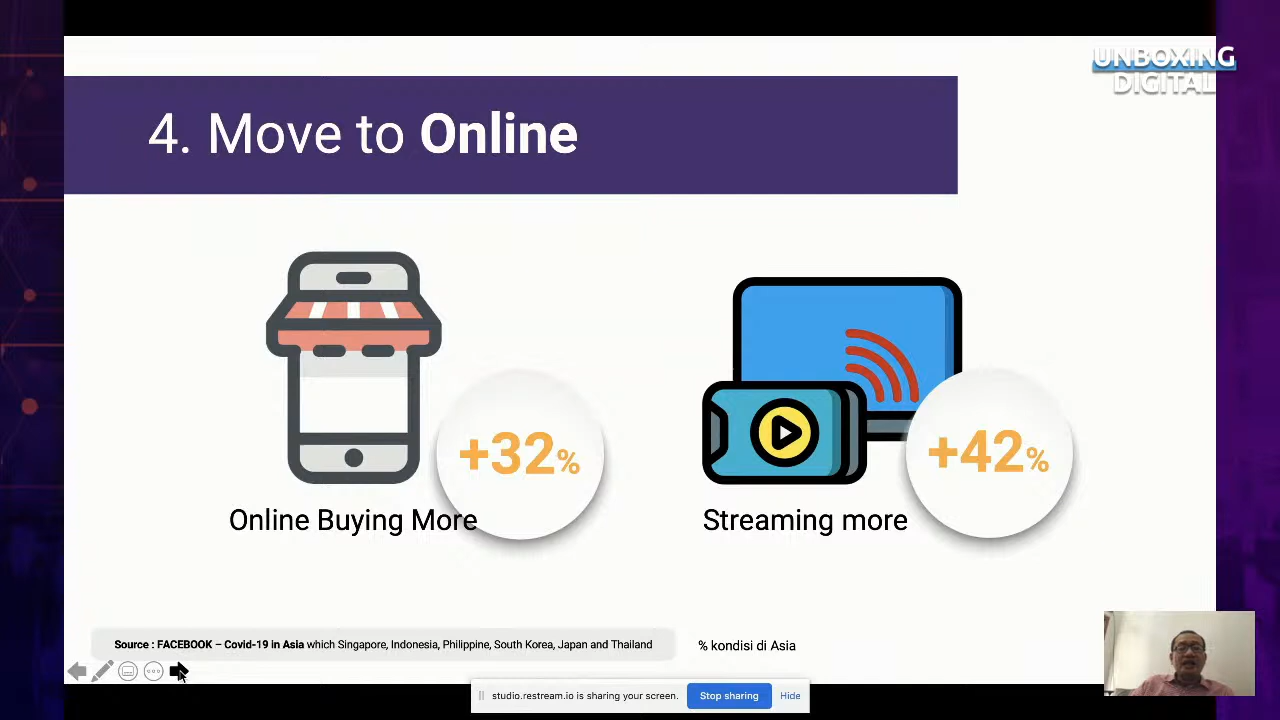 UNBOXING
DIGITAL
4. Move to Online
+32%
+42%
Online Buying More
Streaming more
Source : FACEBOOK – Covid-19 in Asia which Singapore, Indonesia, Philippine, South Korea, Japan and Thailand
% kondisi di Asia
studio.restream.io is sharing your screen.
Stop sharing
Hide